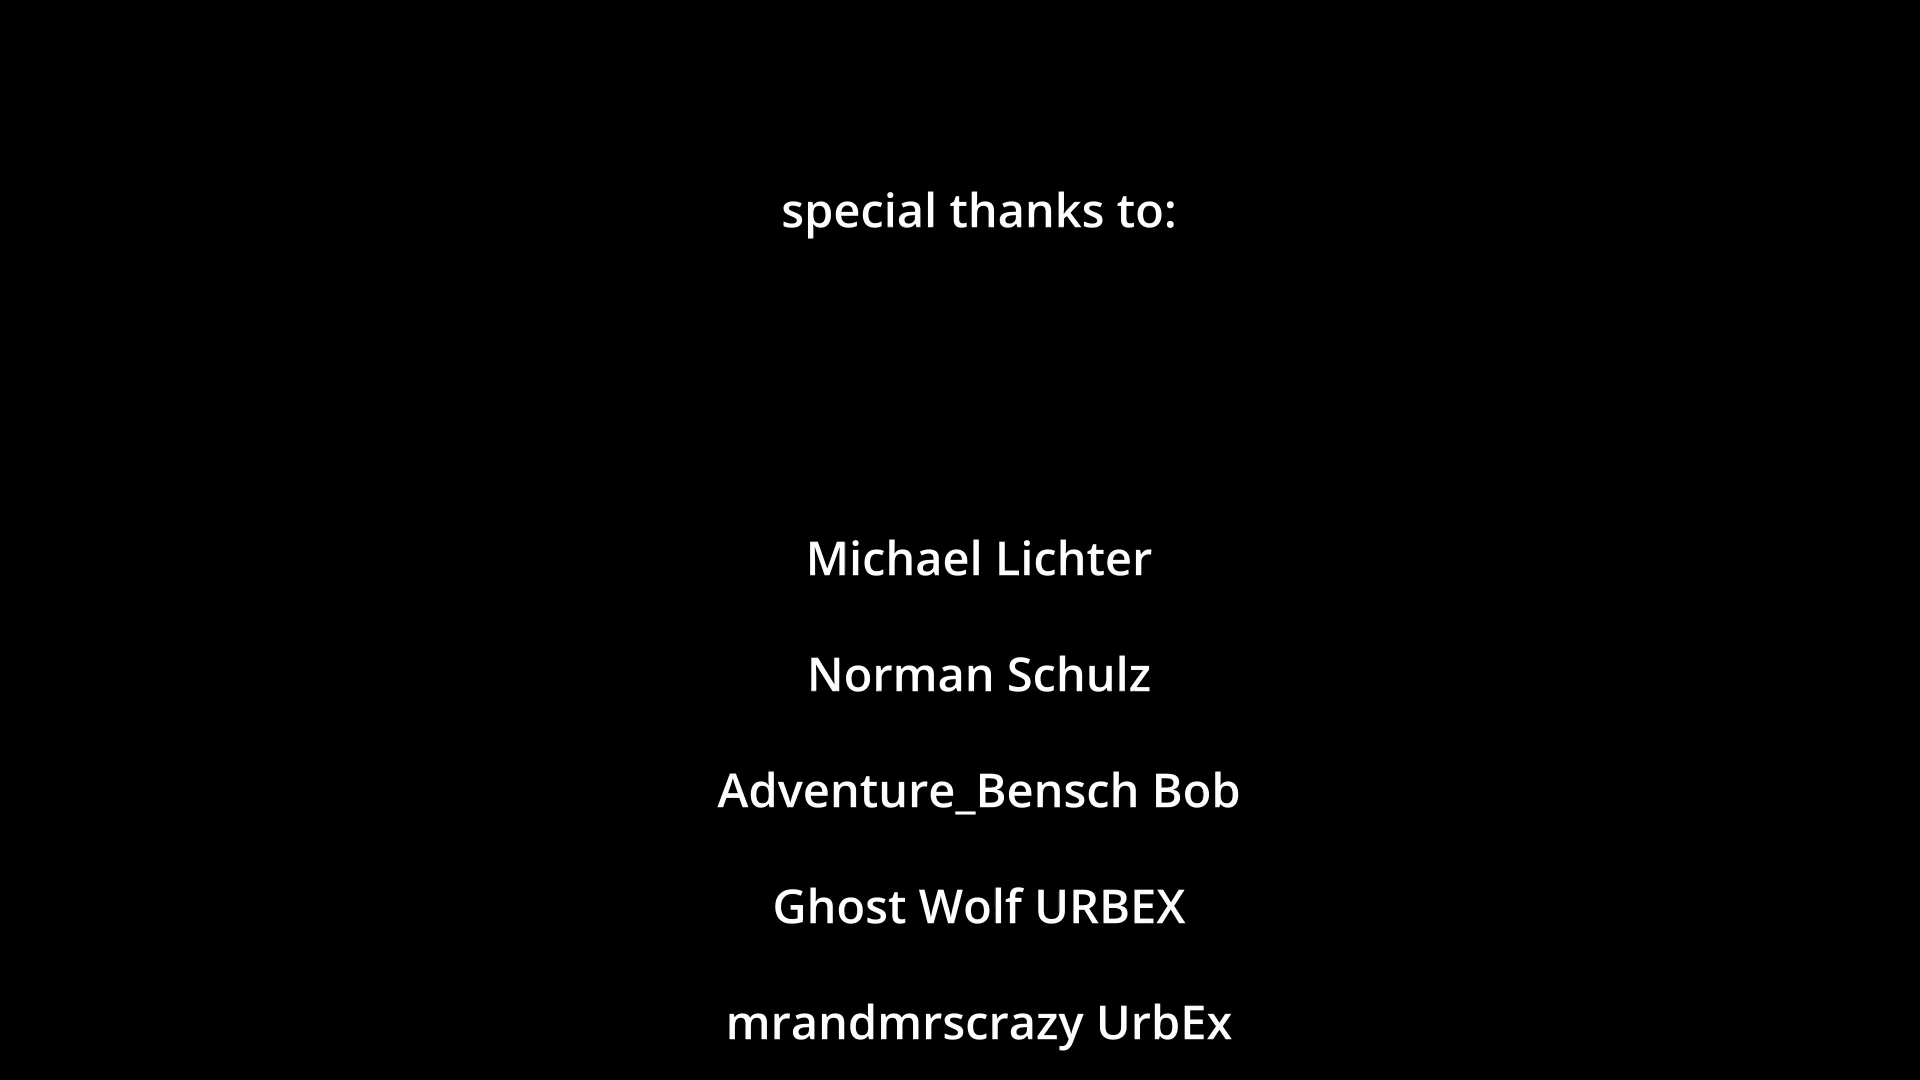 special thanks to:
Michael Lichter
Norman Schulz
Adventure_Bensch Bob
Ghost Wolf URBEX
mrandmrscrazy UrbEx